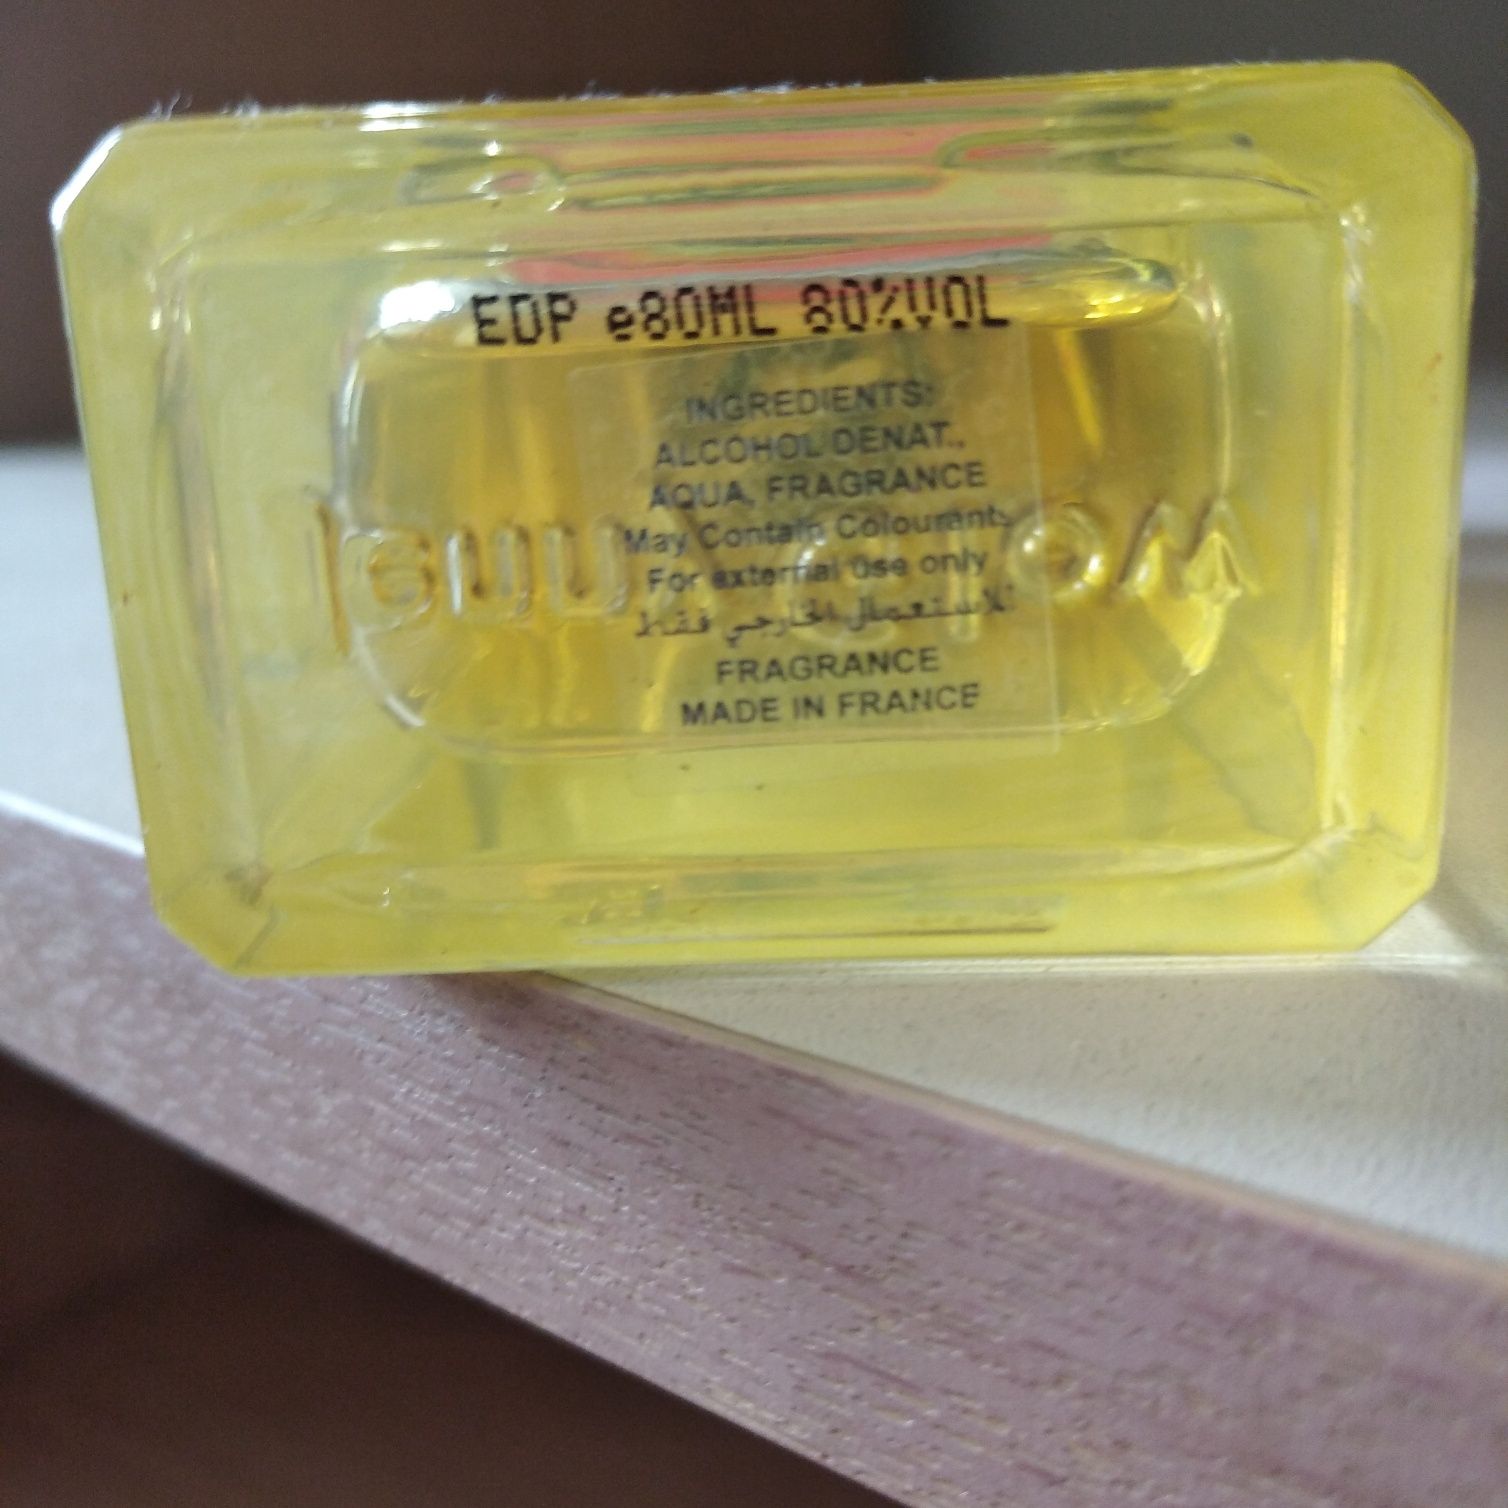 EDP e80ML 80%VOL
INGREDIENTS:
ALCOHOL DENAT.,
AQUA, FRAGRANCE
May Contain Colourants
For external use only
للاستعمال الخارجي فقط
FRAGRANCE
MADE IN FRANCE